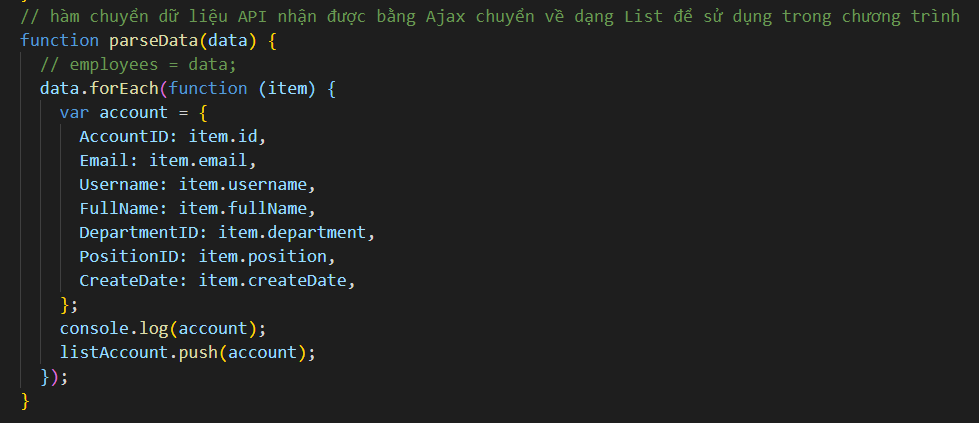 // hàm chuyển dữ liệu API nhận được bằng Ajax chuyển về dạng List để sử dụng trong chương trình
function parseData(data) {
// employees = data;
data.forEach(function (item) {
var account = {
AccountID: item.id,
Email: item.email,
Username: item.username,
FullName: item.fullName,
DepartmentID: item.department,
PositionID: item.position,
CreateDate: item.createDate,
};
console.log(account);
listAccount.push(account);
});
}